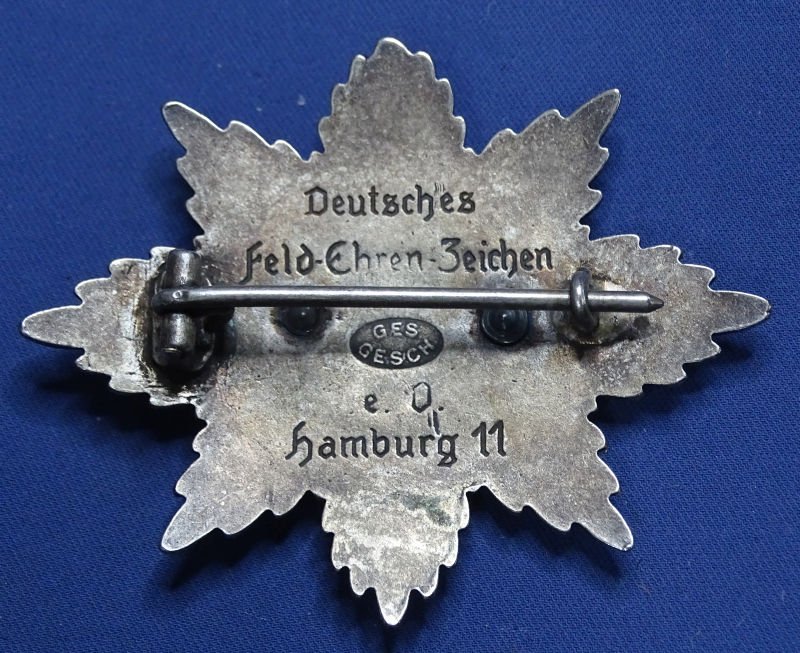 Deutsches
Feld-Ehren-Zeichen
GES.
GESCH
e. O.
Hamburg 11